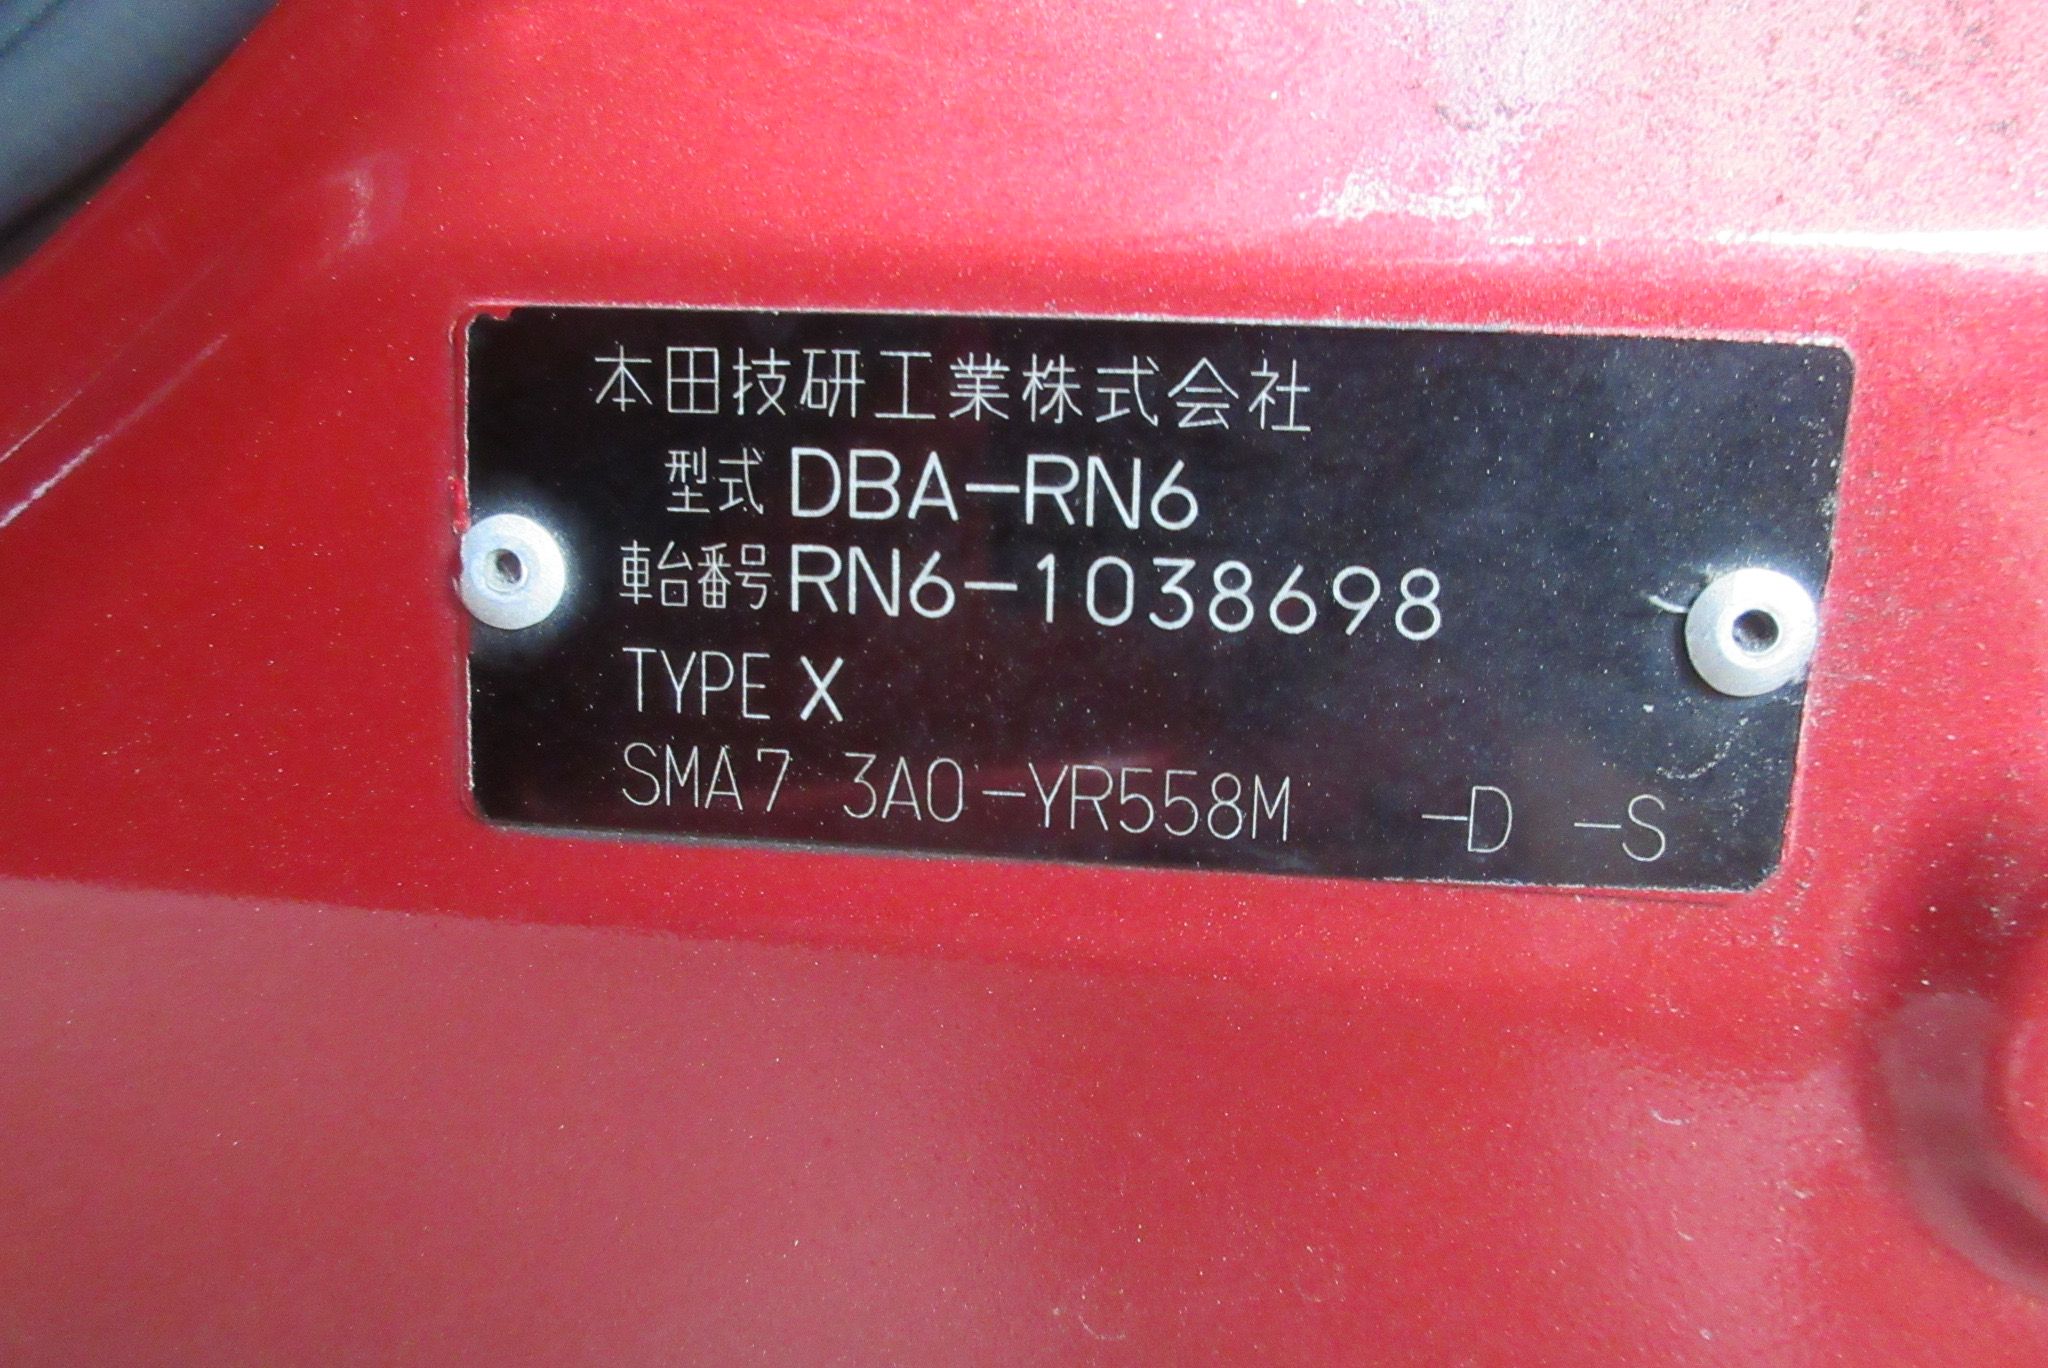 本田技研工業株式会社
型式 DBA-RN6
車台番号 RN6-1038698
TYPE X
SMA7 3A0-YR558M -D -S